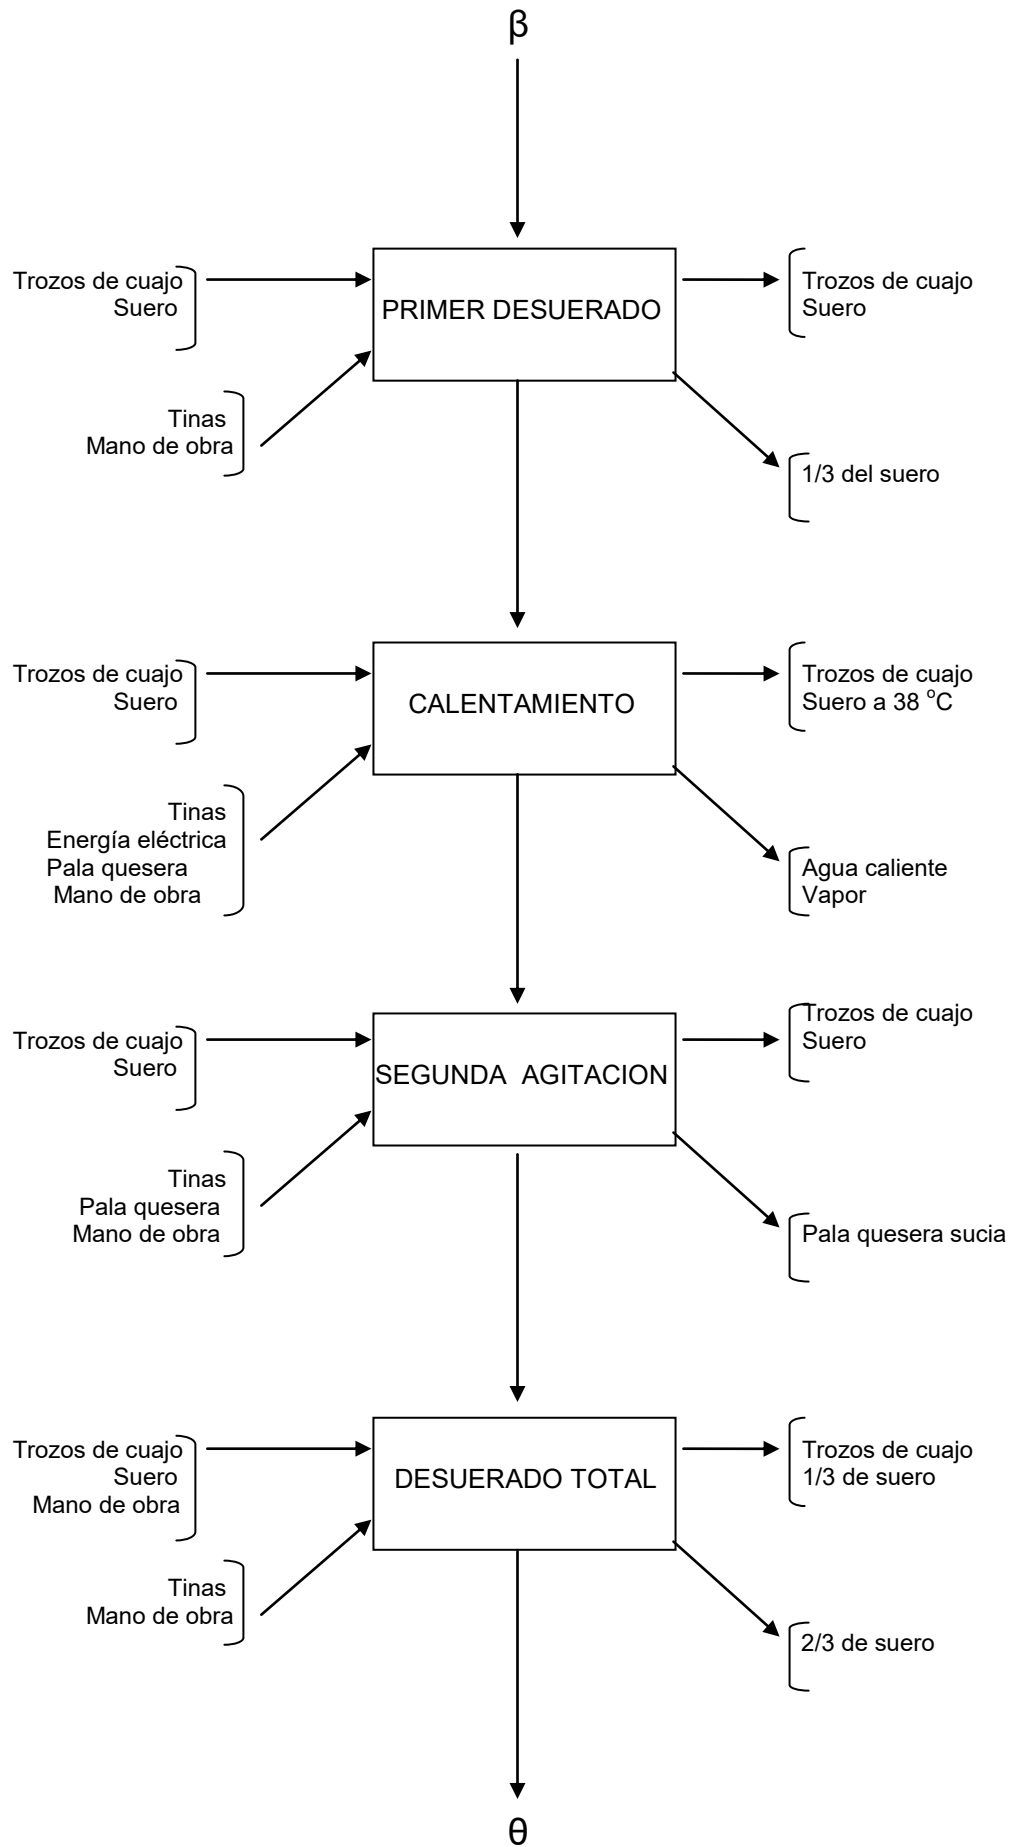 β
Trozos de cuajo
Suero
Tinas
Mano de obra
PRIMER DESUERADO
Trozos de cuajo
Suero
1/3 del suero
Trozos de cuajo
Suero
Tinas
Energía eléctrica
Pala quesera
Mano de obra
CALENTAMIENTO
Trozos de cuajo
Suero a 38 °C
Agua caliente
Vapor
Trozos de cuajo
Suero
Tinas
Pala quesera
Mano de obra
SEGUNDA AGITACION
Trozos de cuajo
Suero
Pala quesera sucia
Trozos de cuajo
Suero
Mano de obra
Tinas
Mano de obra
DESUERADO TOTAL
Trozos de cuajo
1/3 de suero
2/3 de suero
θ